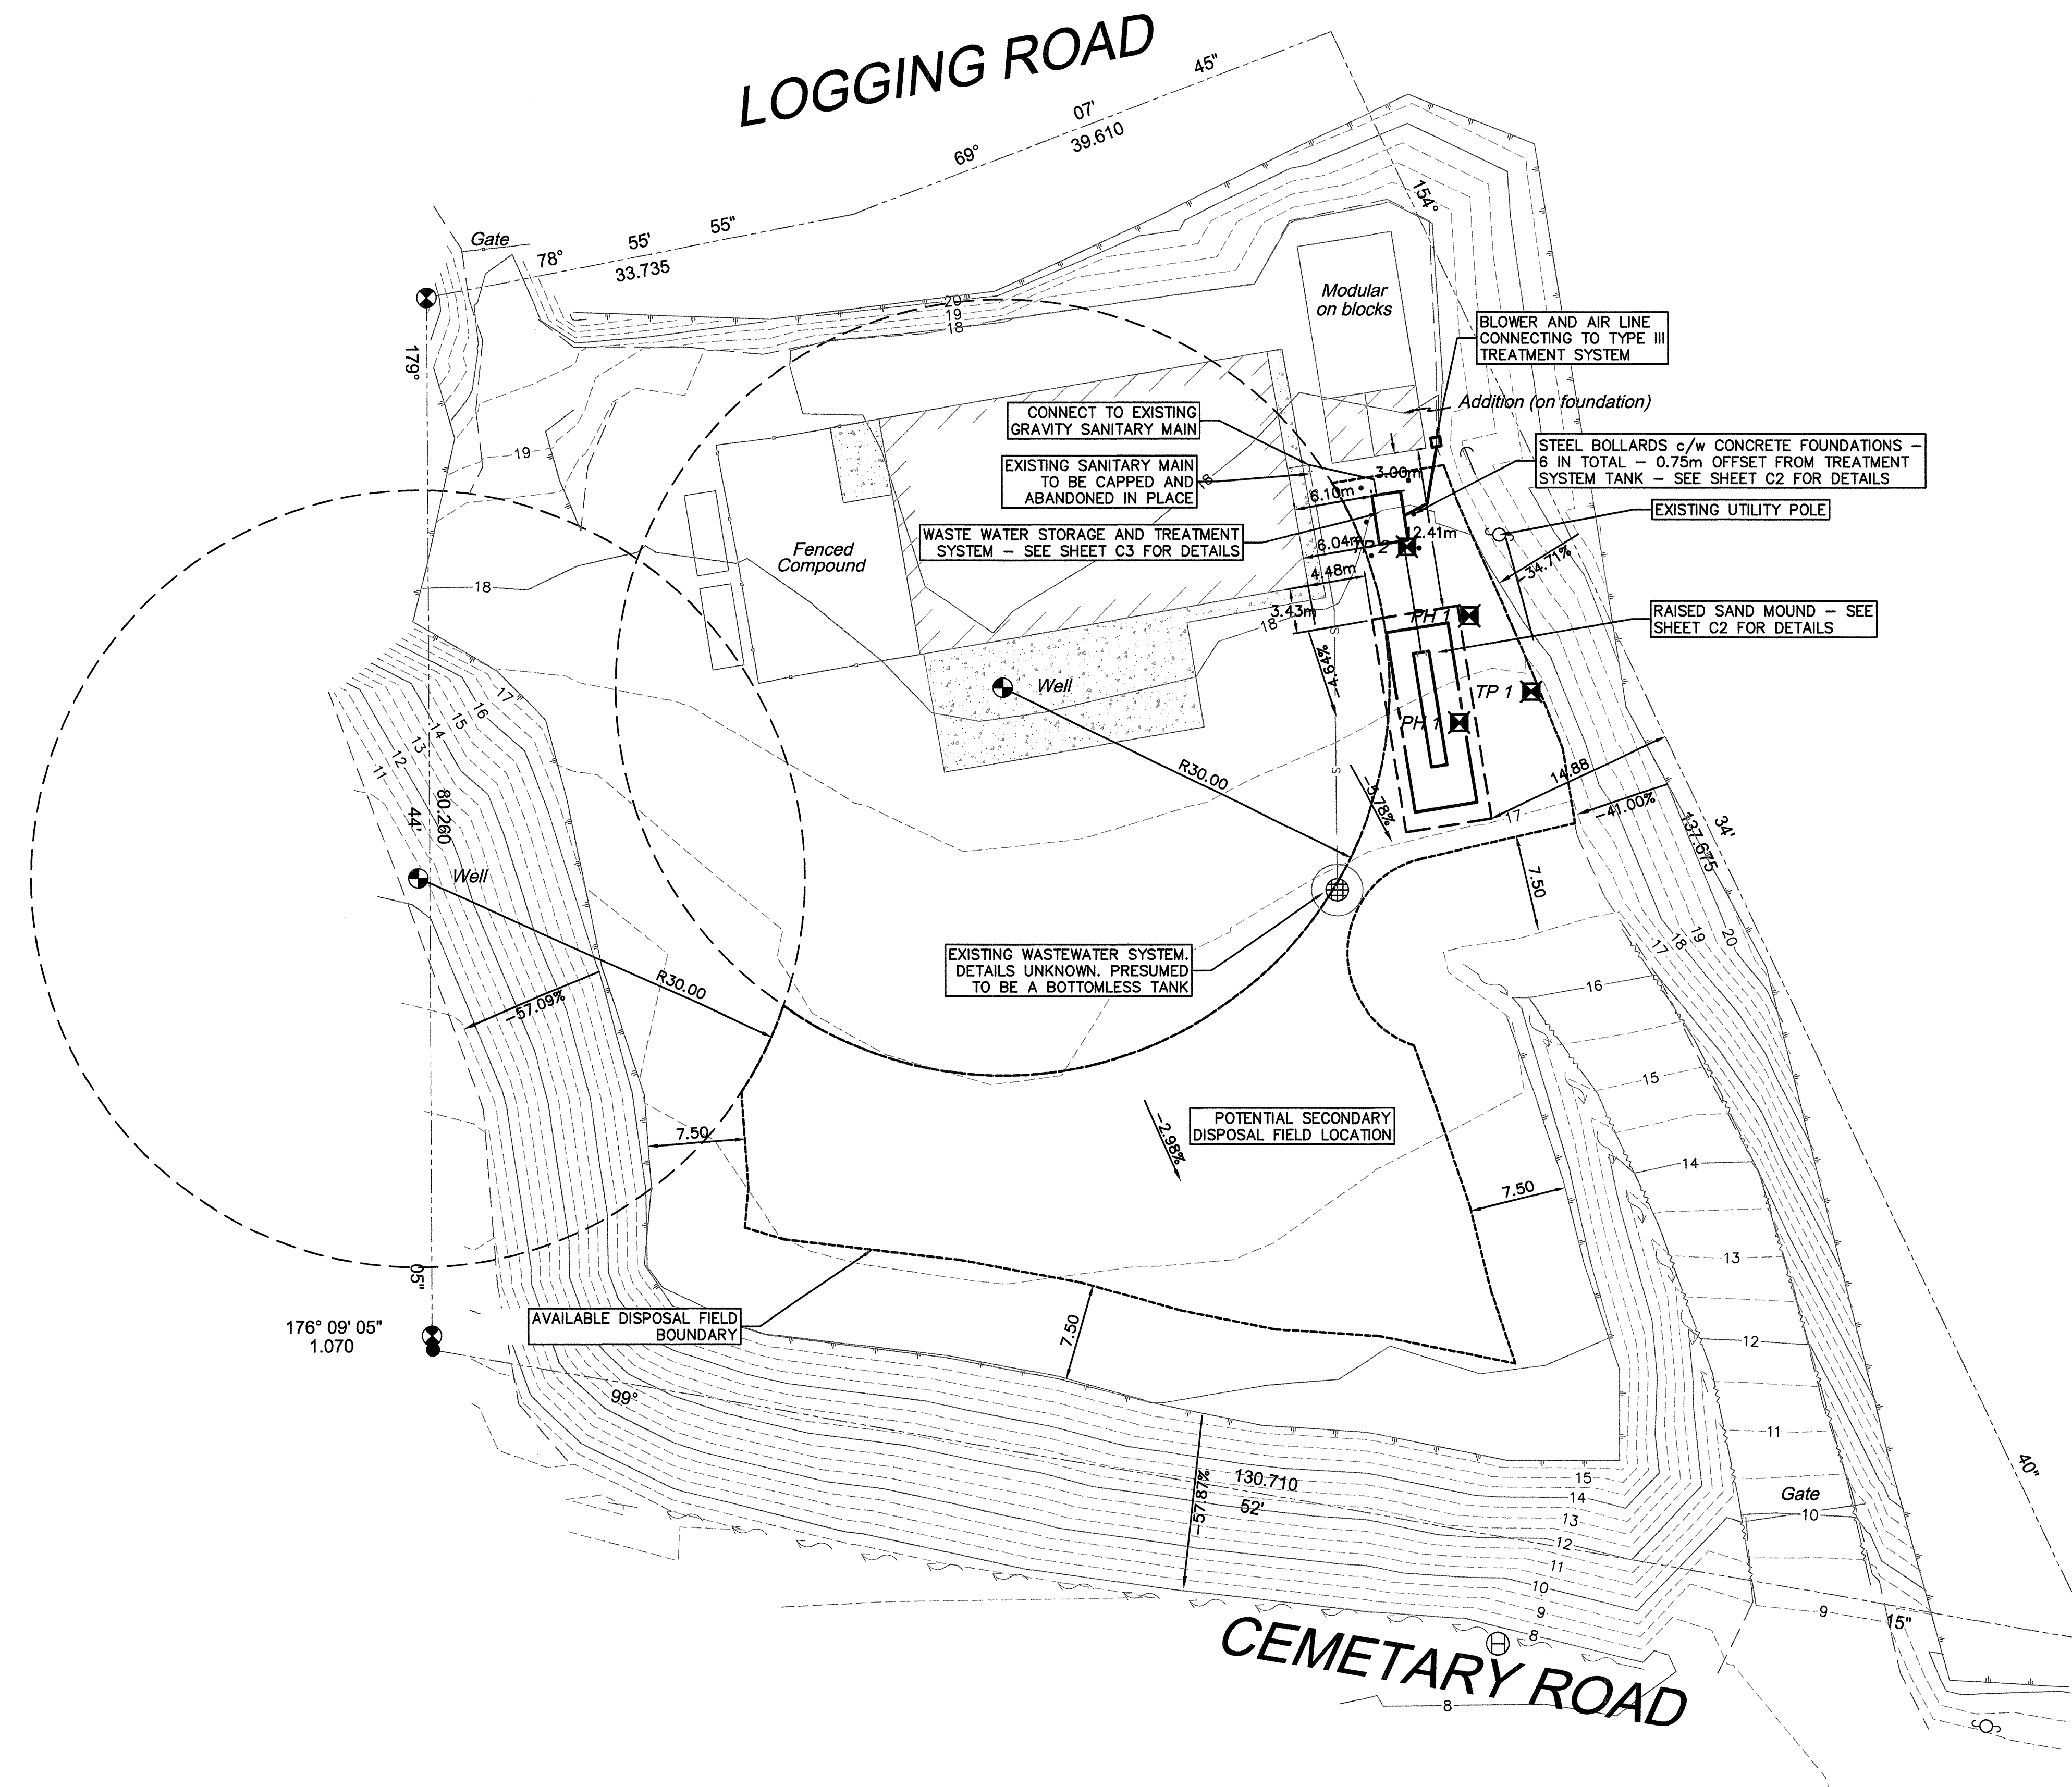 LOGGING ROAD
45"
07'
39.610
69°
55"
55'
78°
33.735
Gate
154°
179°
20
19
18
Modular
on blocks
BLOWER AND AIR LINE
CONNECTING TO TYPE III
TREATMENT SYSTEM
Addition (on foundation)
CONNECT TO EXISTING
GRAVITY SANITARY MAIN
STEEL BOLLARDS c/w CONCRETE FOUNDATIONS –
6 IN TOTAL – 0.75m OFFSET FROM TREATMENT
SYSTEM TANK – SEE SHEET C2 FOR DETAILS
EXISTING SANITARY MAIN
TO BE CAPPED AND
ABANDONED IN PLACE
18
3.00m
6.10m
19
EXISTING UTILITY POLE
WASTE WATER STORAGE AND TREATMENT
SYSTEM – SEE SHEET C3 FOR DETAILS
6.04m
2.41m
Fenced
Compound
-34.71%
4.48m
18
3.43m
18
PH 1
RAISED SAND MOUND – SEE
SHEET C2 FOR DETAILS
S
-4.64%
Well
TP 1
PH 1
17
16
15
14
13
12
11
R30.00
S
14.88
-5.78%
-41.00%
17
80.260
44'
137.675
34'
Well
7.50
17
18
19
20
EXISTING WASTEWATER SYSTEM.
DETAILS UNKNOWN. PRESUMED
TO BE A BOTTOMLESS TANK
R30.00
-57.09%
16
15
POTENTIAL SECONDARY
DISPOSAL FIELD LOCATION
-2.98%
7.50
14
7.50
13
05"
AVAILABLE DISPOSAL FIELD
BOUNDARY
7.50
176° 09' 05"
1.070
12
99°
11
40"
130.710
52'
-57.87%
15
14
13
12
11
10
9
8
Gate
10
9
15"
CEMETARY ROAD
8